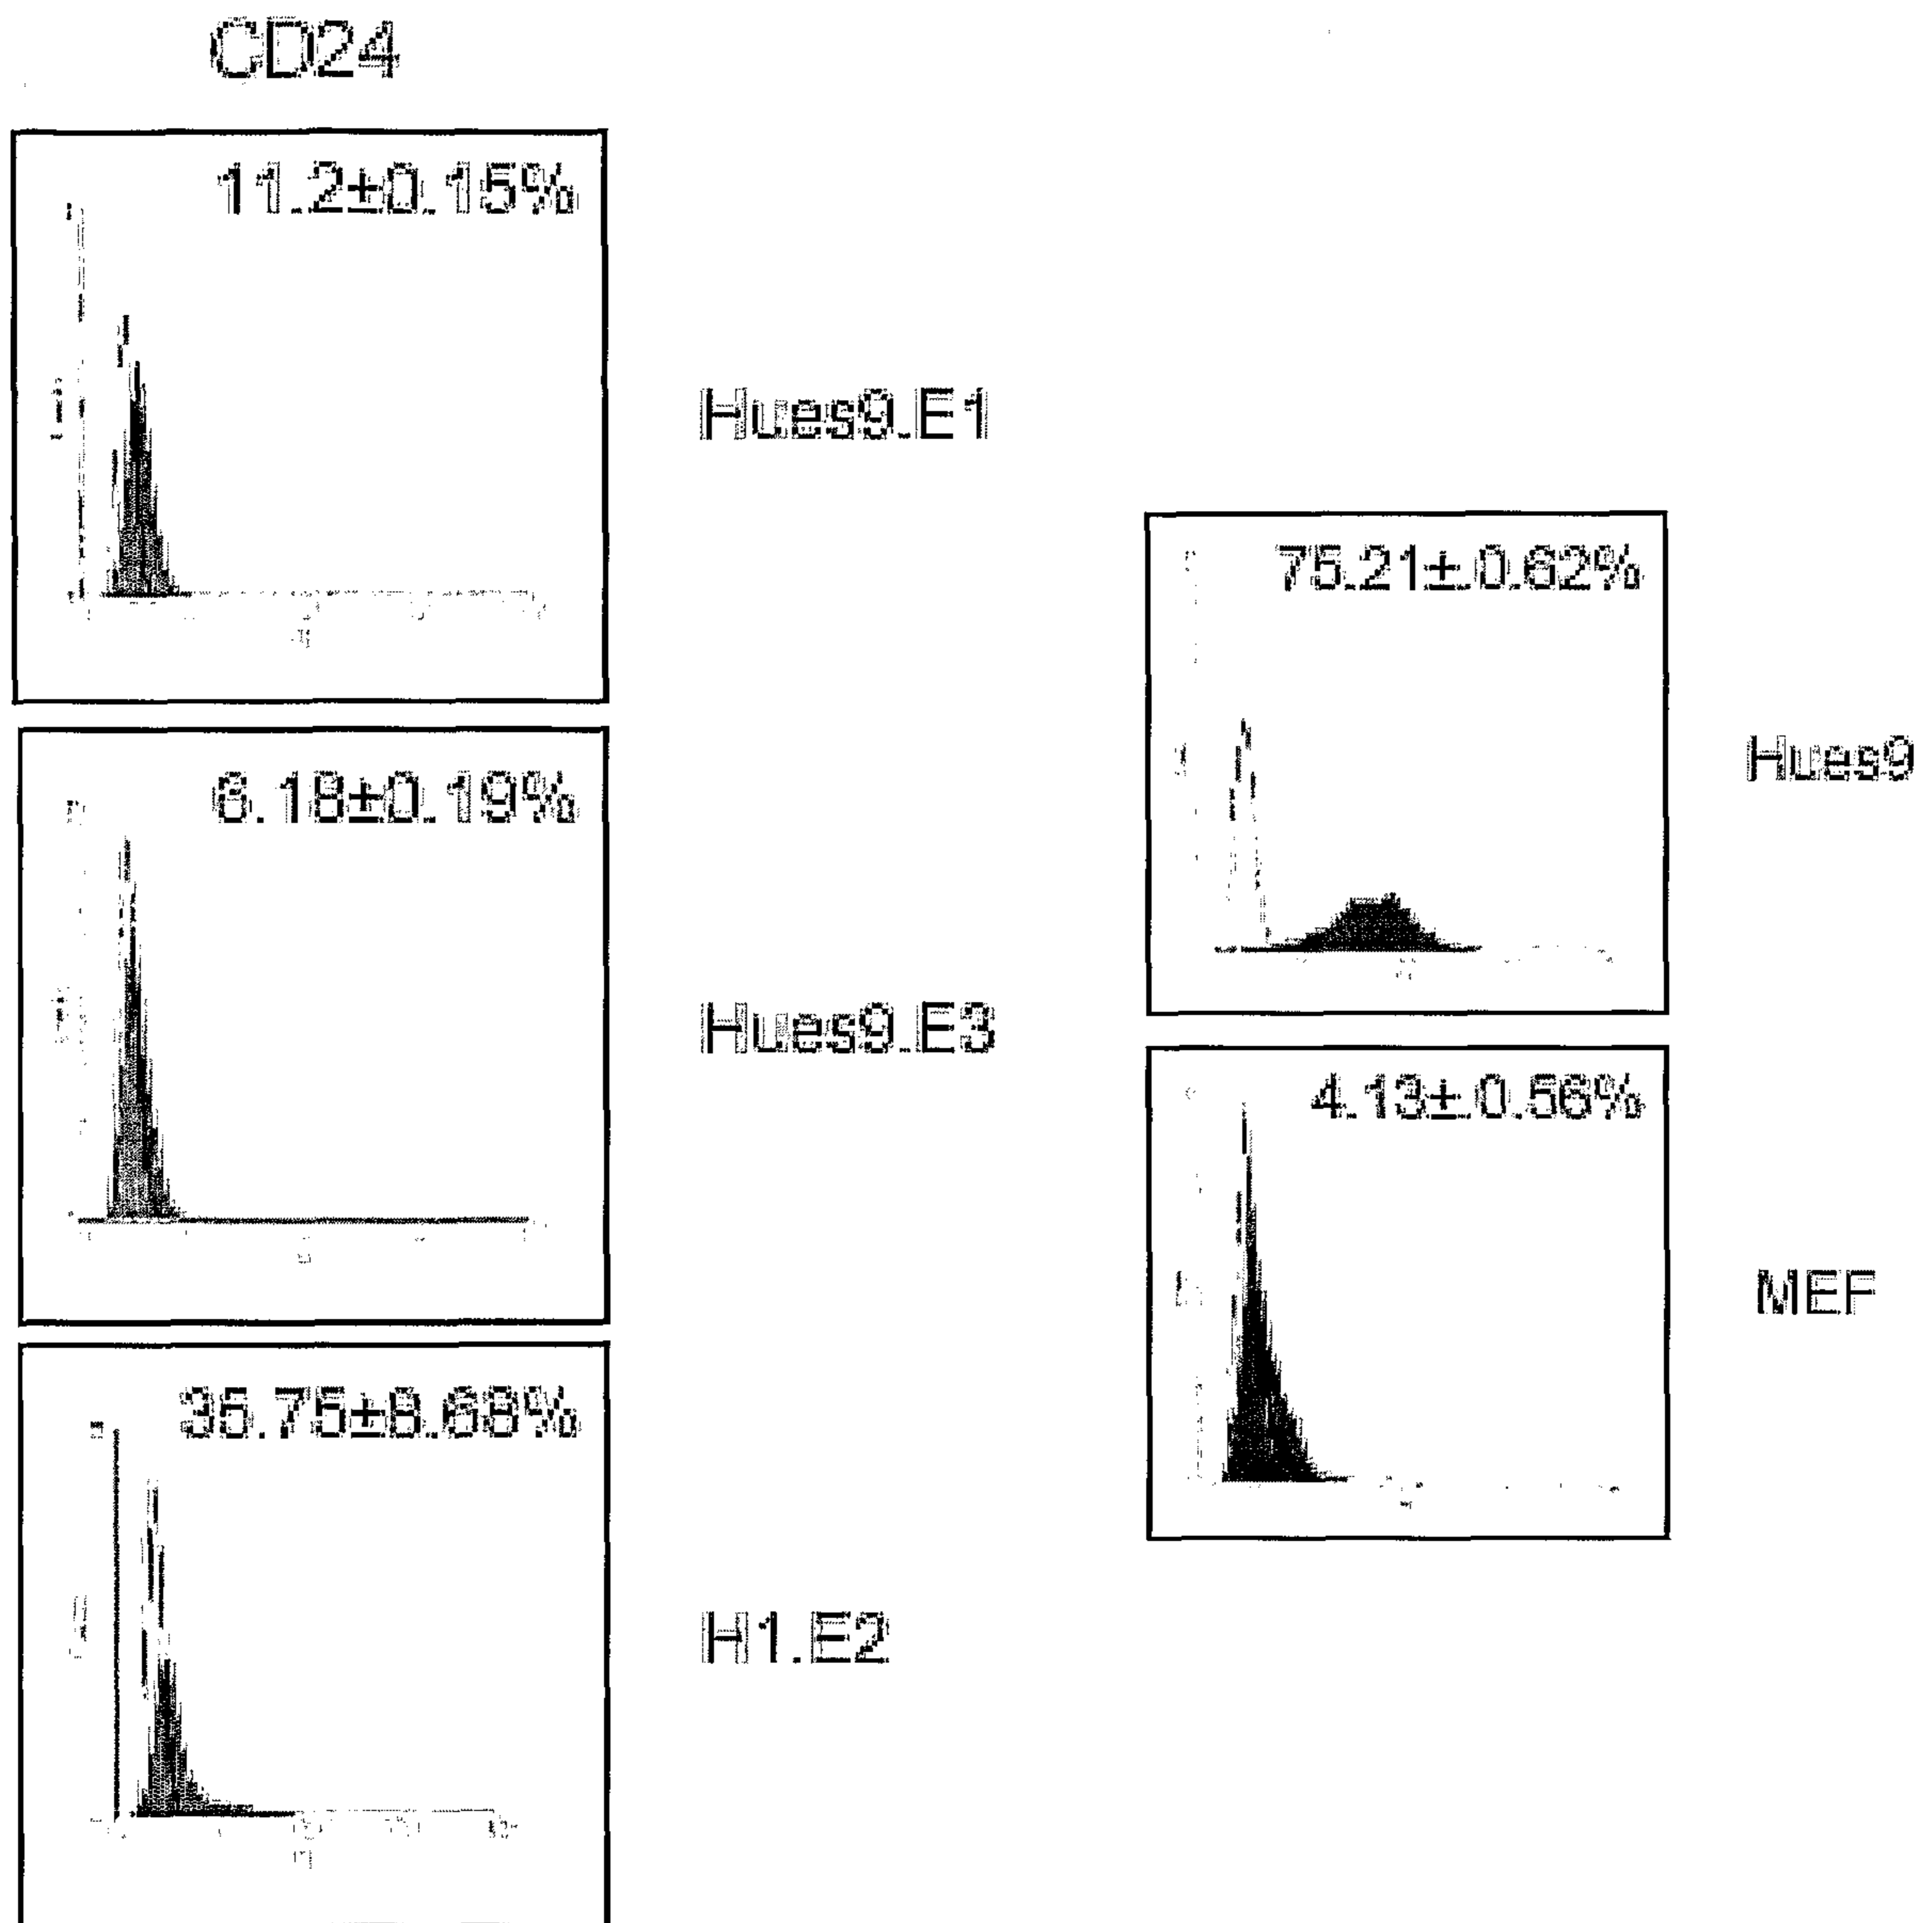 CD24
11.2±0.15%
Hues9.E1
6.18±0.19%
Hues9.E3
35.75±8.68%
H1.E2
75.21±0.62%
Hues9
4.13±0.56%
MEF